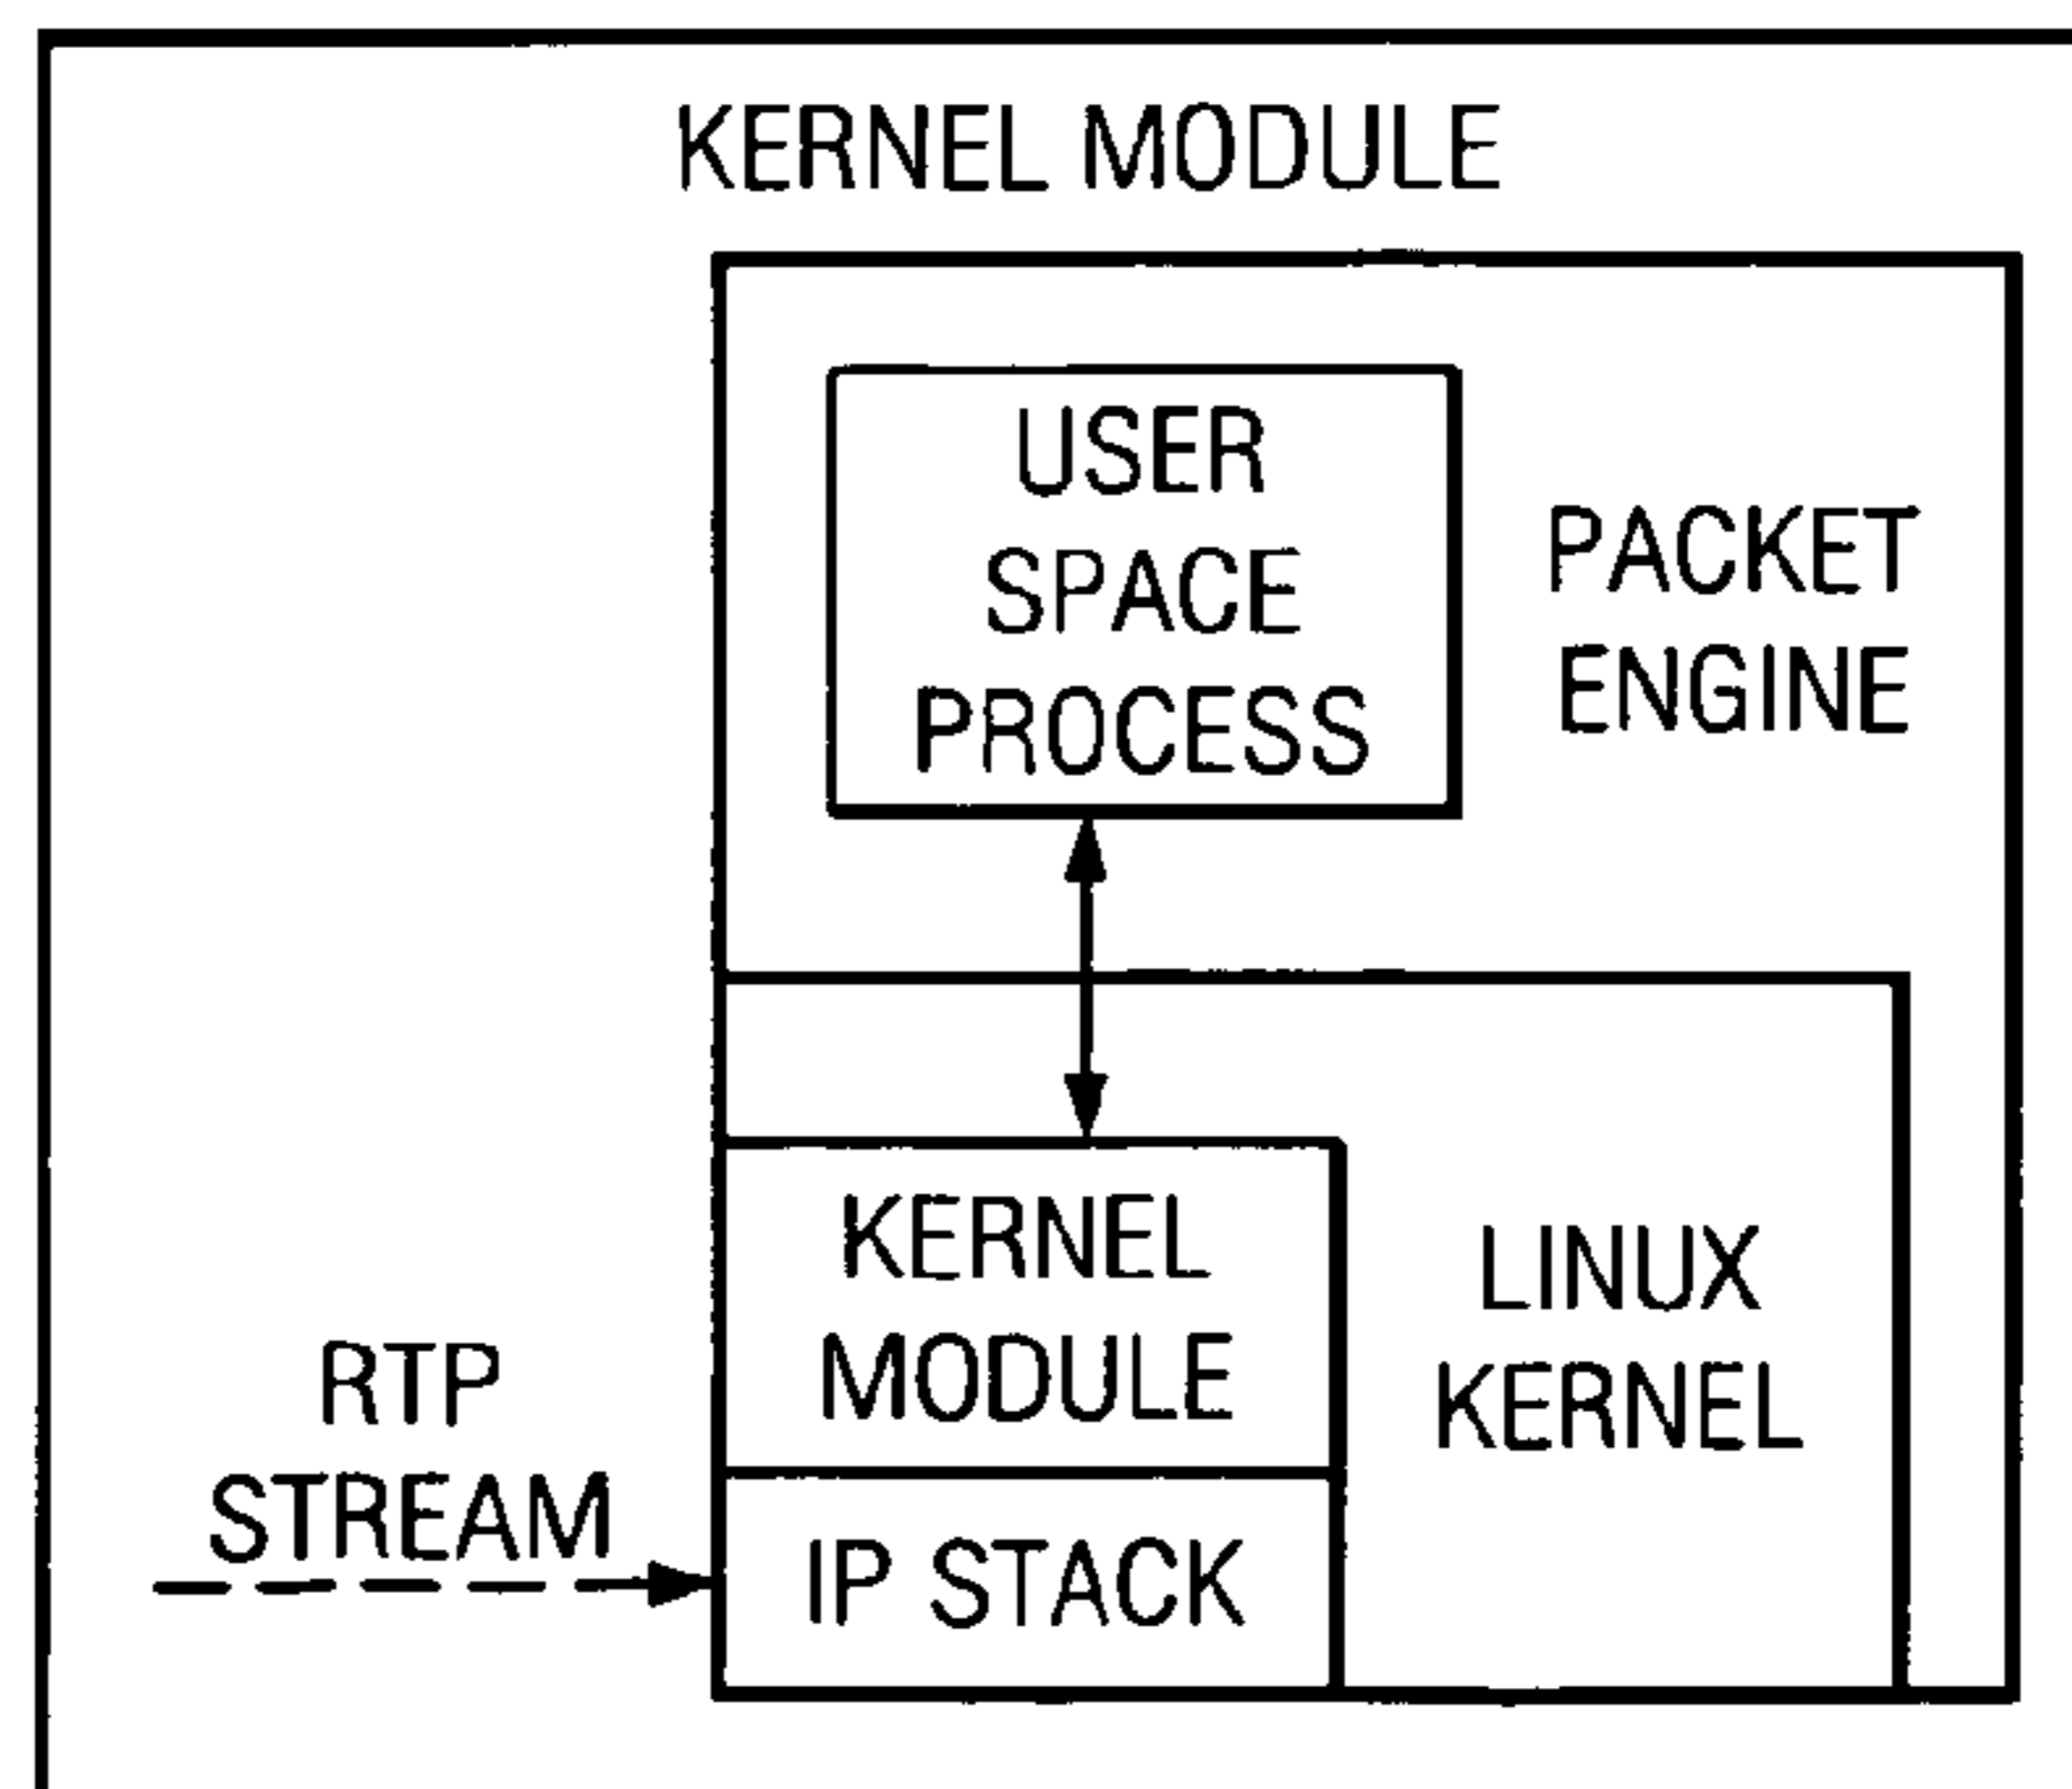 KERNEL MODULE
USER
SPACE
PROCESS
PACKET
ENGINE
KERNEL
MODULE
LINUX
KERNEL
RTP
STREAM
IP STACK